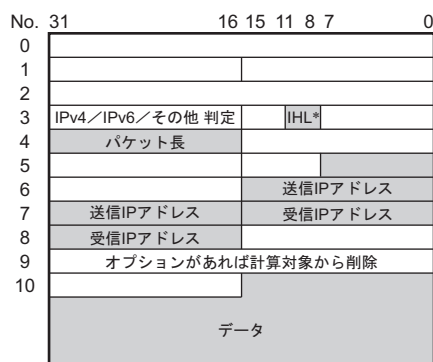 No. 31 16 15 11 8 7 0
0
1
2
3 IPv4／IPv6／その他 判定 IHL*
4 パケット長
5
6 送信IPアドレス
7 送信IPアドレス 受信IPアドレス
8 受信IPアドレス
9 オプションがあれば計算対象から削除
10
データ